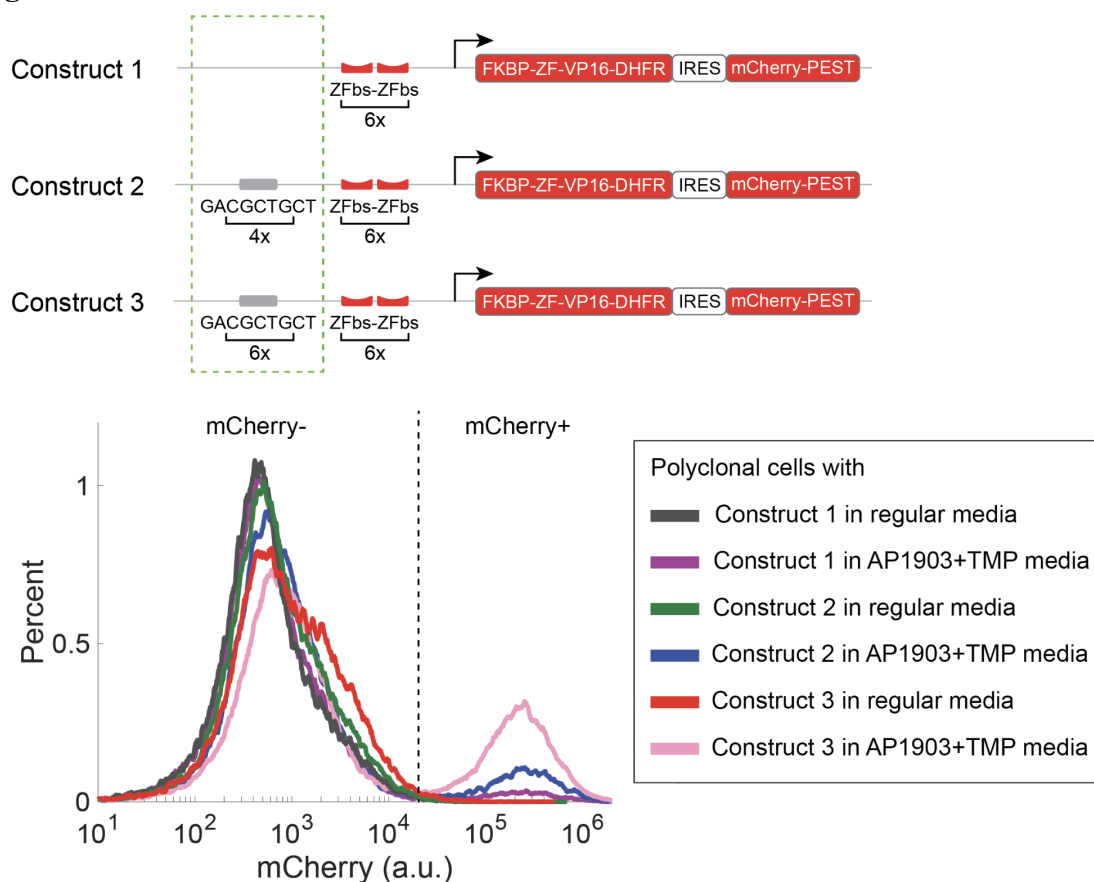 Construct 1
FKBP-ZF-VP16-DHFR IRES mCherry-PEST
ZFbs-ZFbs
6x
Construct 2
FKBP-ZF-VP16-DHFR IRES mCherry-PEST
GACGCTGCT ZFbs-ZFbs
4x 6x
Construct 3
FKBP-ZF-VP16-DHFR IRES mCherry-PEST
GACGCTGCT ZFbs-ZFbs
6x 6x
mCherry- mCherry+
Percent
1
0.5
0
10^1 10^2 10^3 10^4 10^5 10^6
mCherry (a.u.)
Polyclonal cells with
Construct 1 in regular media
Construct 1 in AP1903+TMP media
Construct 2 in regular media
Construct 2 in AP1903+TMP media
Construct 3 in regular media
Construct 3 in AP1903+TMP media